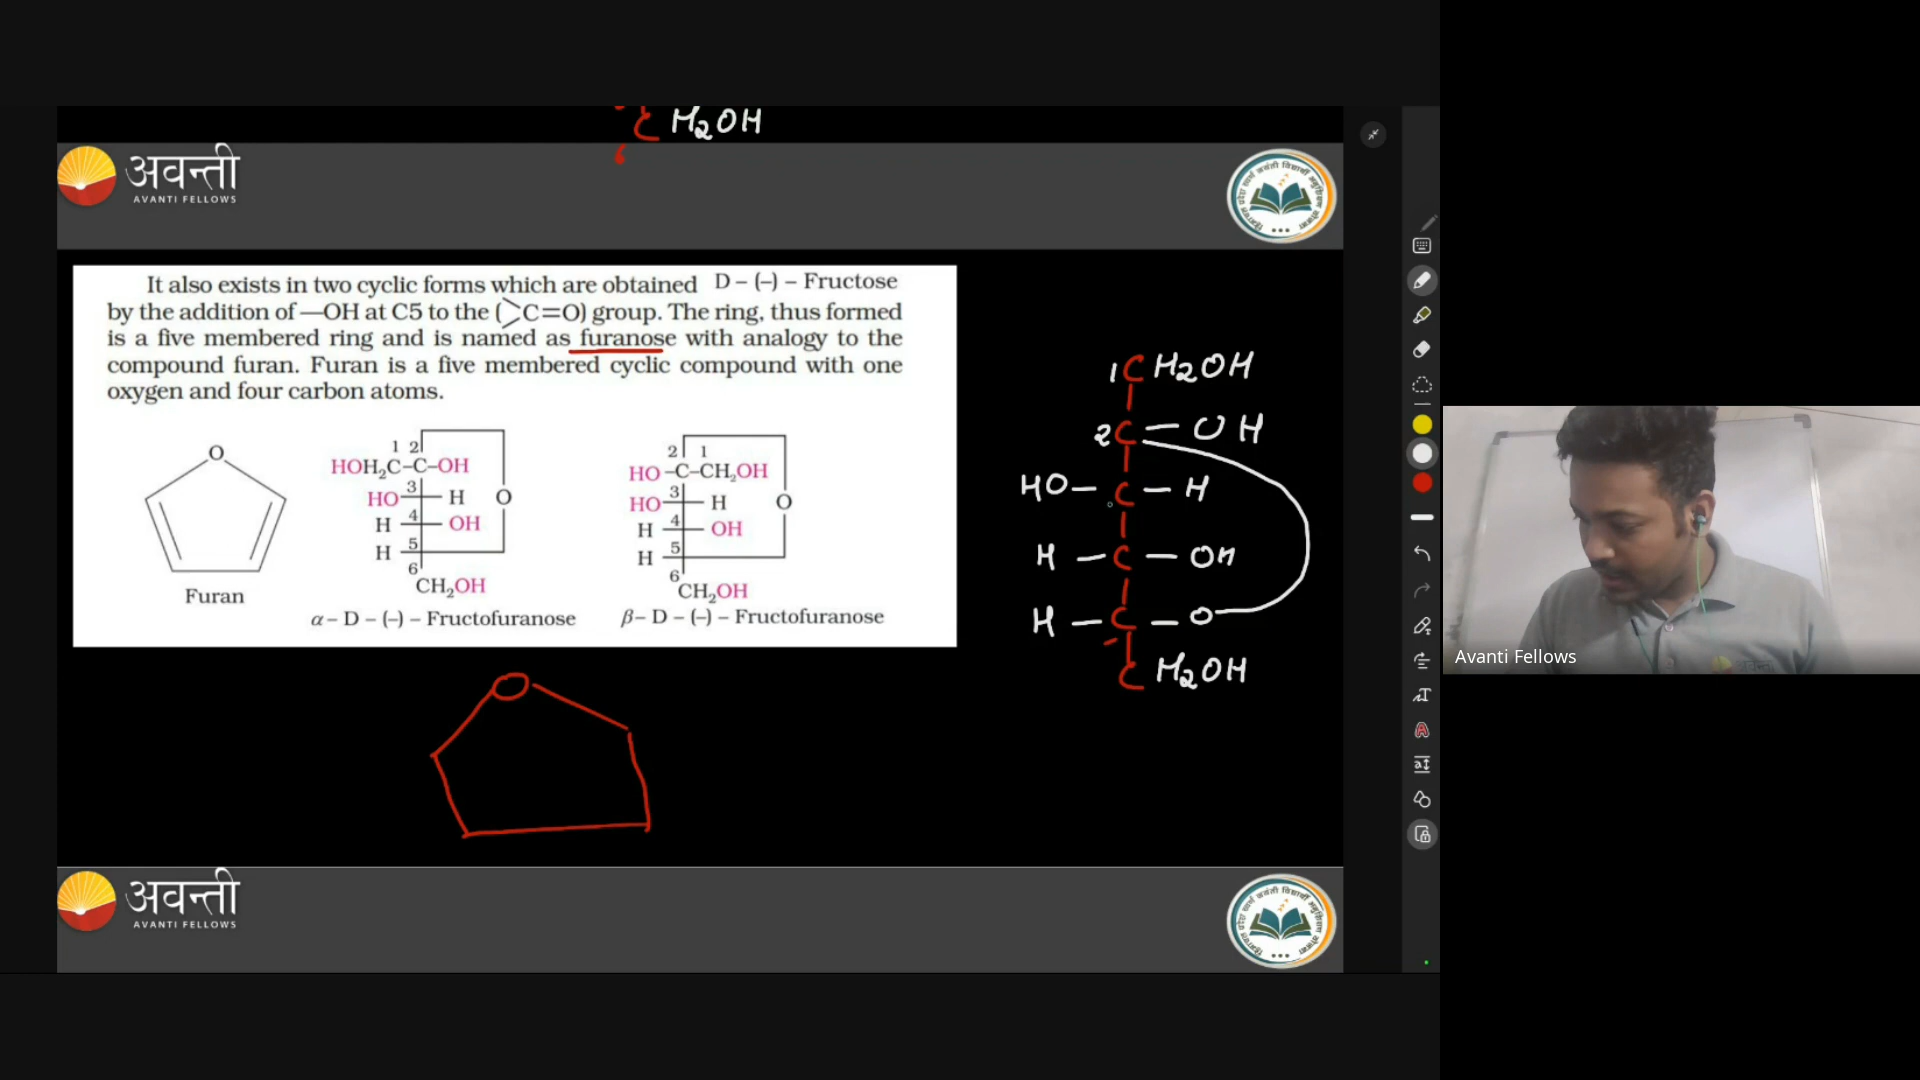 H2OH
अवन्ती
AVANTI FELLOWS
It also exists in two cyclic forms which are obtained D – (–) – Fructose
by the addition of —OH at C5 to the ( >C=O) group. The ring, thus formed
is a five membered ring and is named as furanose with analogy to the
compound furan. Furan is a five membered cyclic compound with one
oxygen and four carbon atoms.
O
Furan
1 2
HOH₂C–C–OH
HO 3 H O
H 4 OH
H 5
6
CH₂OH
α – D – (–) – Fructofuranose
2 1
HO –C–CH₂OH
HO 3 H O
H 4 OH
H 5
6
CH₂OH
β – D – (–) – Fructofuranose
1 C H2OH
2 C – OH
HO – C – H
H – C – OH
H – C – O
C H2OH
O
अवन्ती
AVANTI FELLOWS
Avanti Fellows